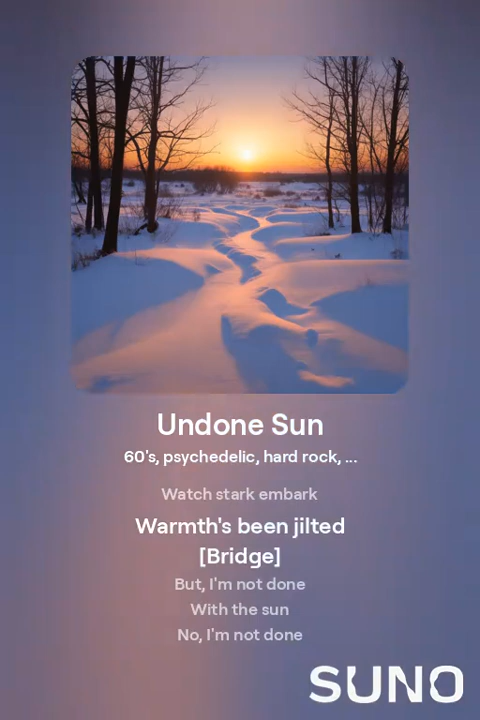 Undone Sun
60's, psychedelic, hard rock, ...
Watch stark embark
Warmth's been jilted
[Bridge]
But, I'm not done
With the sun
No, I'm not done
SUNO